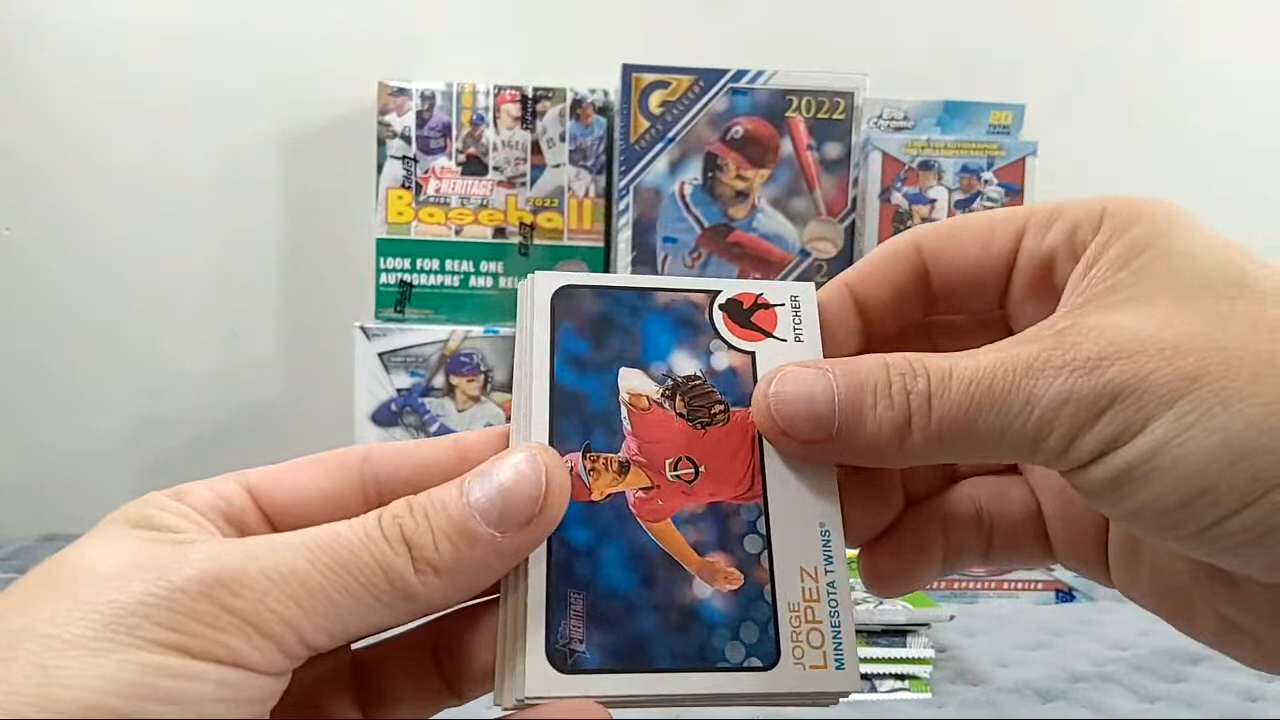 TOPPS GALLERY
2022
Topps
Chrome
20
TOTAL
CARDS
Topps
HERITAGE
HIGH NUMBER
2022
Baseball
LOOK FOR REAL ONE
AUTOGRAPHS AND REL
PITCHER
Topps
HERITAGE
JORGE
LOPEZ
MINNESOTA TWINS®
UPDATE SERIES